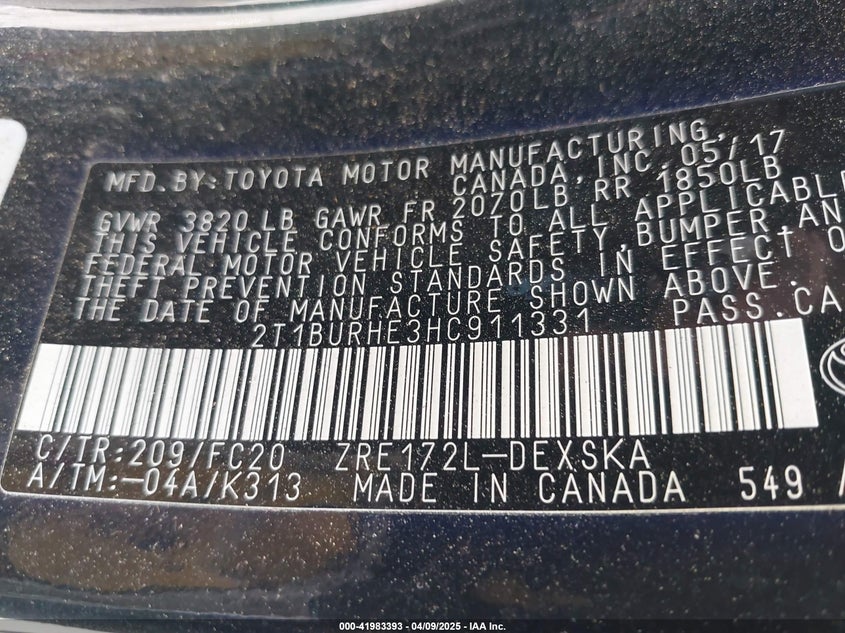 MFD. BY: TOYOTA MOTOR MANUFACTURING,
CANADA, INC. 05/17
GVWR 3820 LB GAWR FR 2070LB RR 1850LB
THIS VEHICLE CONFORMS TO ALL APPLICABLE
FEDERAL MOTOR VEHICLE SAFETY, BUMPER, AN
THEFT PREVENTION STANDARDS IN EFFECT O
THE DATE OF MANUFACTURE SHOWN ABOVE.
2T1BURHE3HC911331 PASS.CA
C/TR:209/FC20 ZRE172L-DEXSKA
A/TM:-04A/K313 MADE IN CANADA 549
000-41983393 - 04/09/2025 - IAA Inc.